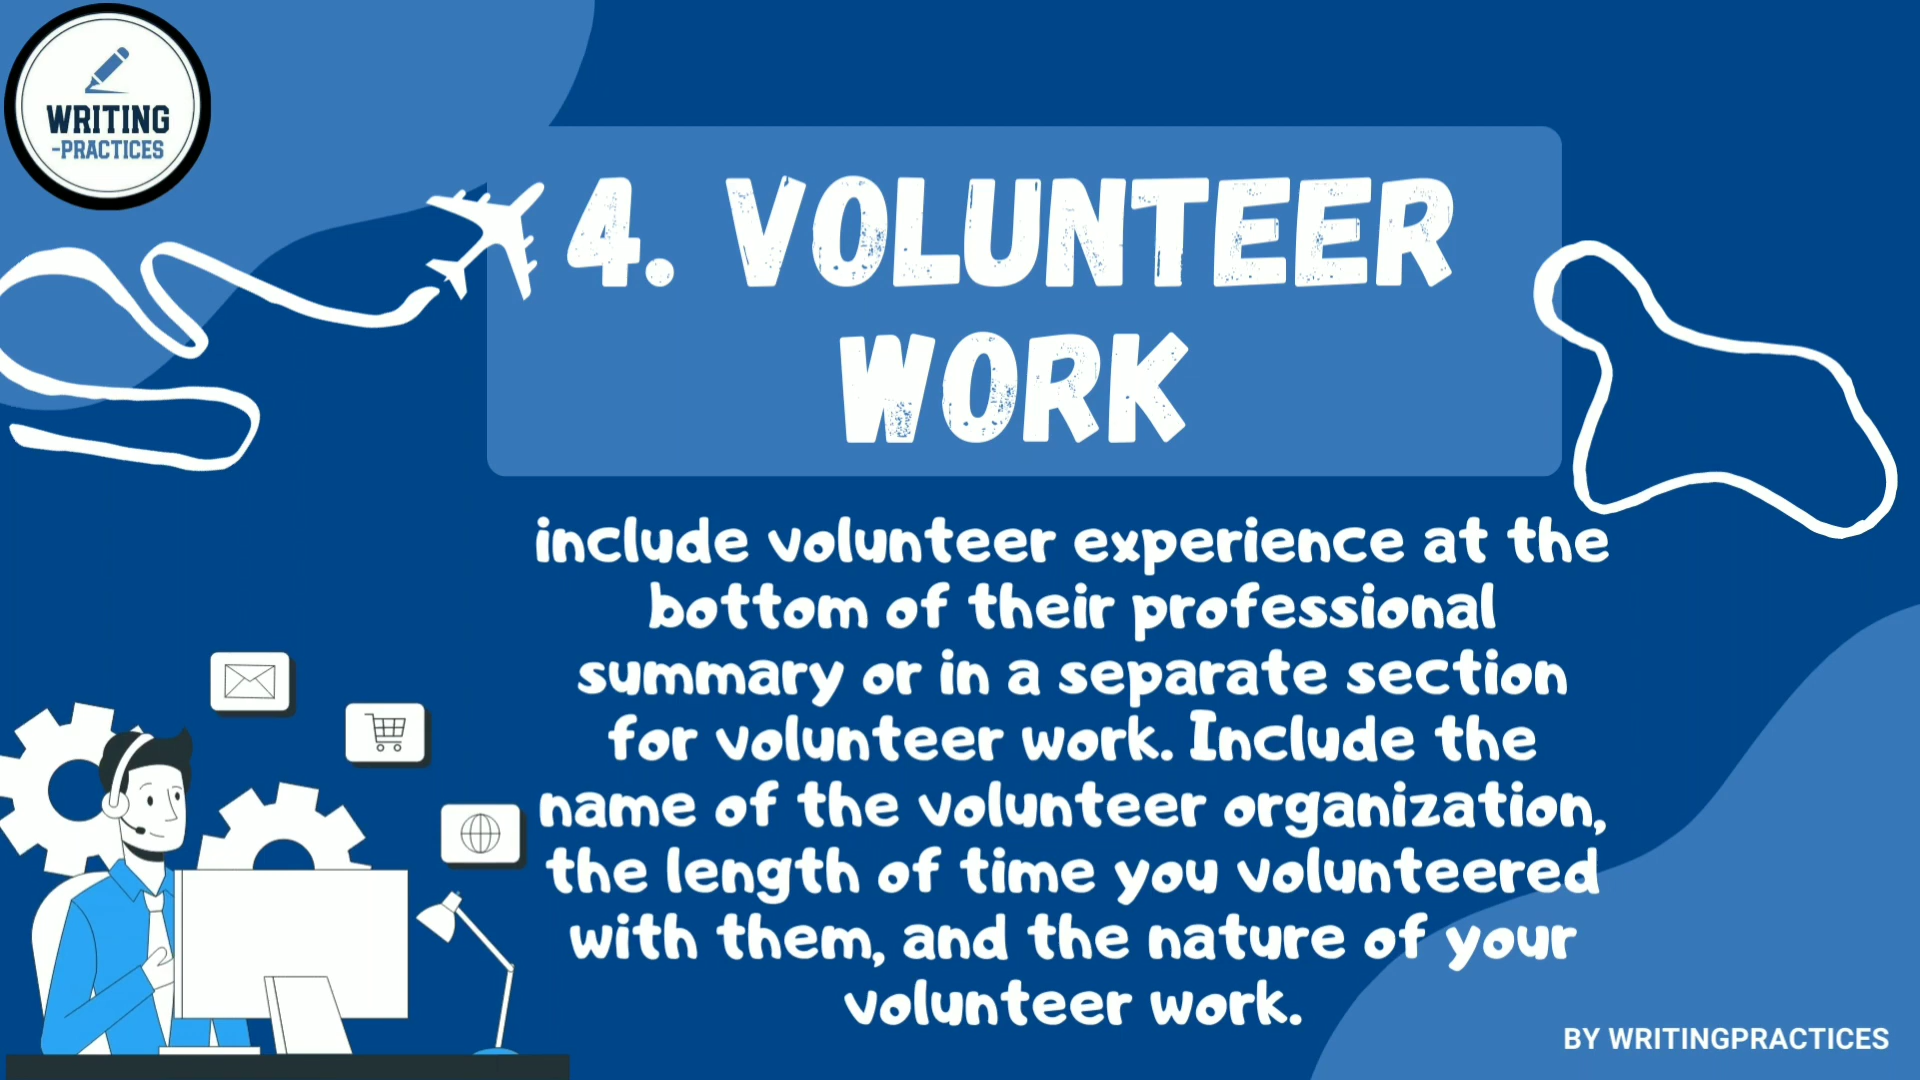 WRITING
-PRACTICES
4. VOLUNTEER
WORK
include volunteer experience at the
bottom of their professional
summary or in a separate section
for volunteer work. Include the
name of the volunteer organization,
the length of time you volunteered
with them, and the nature of your
volunteer work.
BY WRITINGPRACTICES